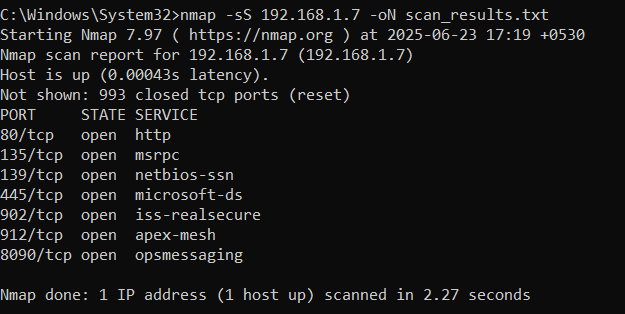 C:\Windows\System32>nmap -sS 192.168.1.7 -oN scan_results.txt
Starting Nmap 7.97 ( https://nmap.org ) at 2025-06-23 17:19 +0530
Nmap scan report for 192.168.1.7 (192.168.1.7)
Host is up (0.00043s latency).
Not shown: 993 closed tcp ports (reset)
PORT     STATE SERVICE
80/tcp   open  http
135/tcp  open  msrpc
139/tcp  open  netbios-ssn
445/tcp  open  microsoft-ds
902/tcp  open  iss-realsecure
912/tcp  open  apex-mesh
8090/tcp open  opsmessaging

Nmap done: 1 IP address (1 host up) scanned in 2.27 seconds